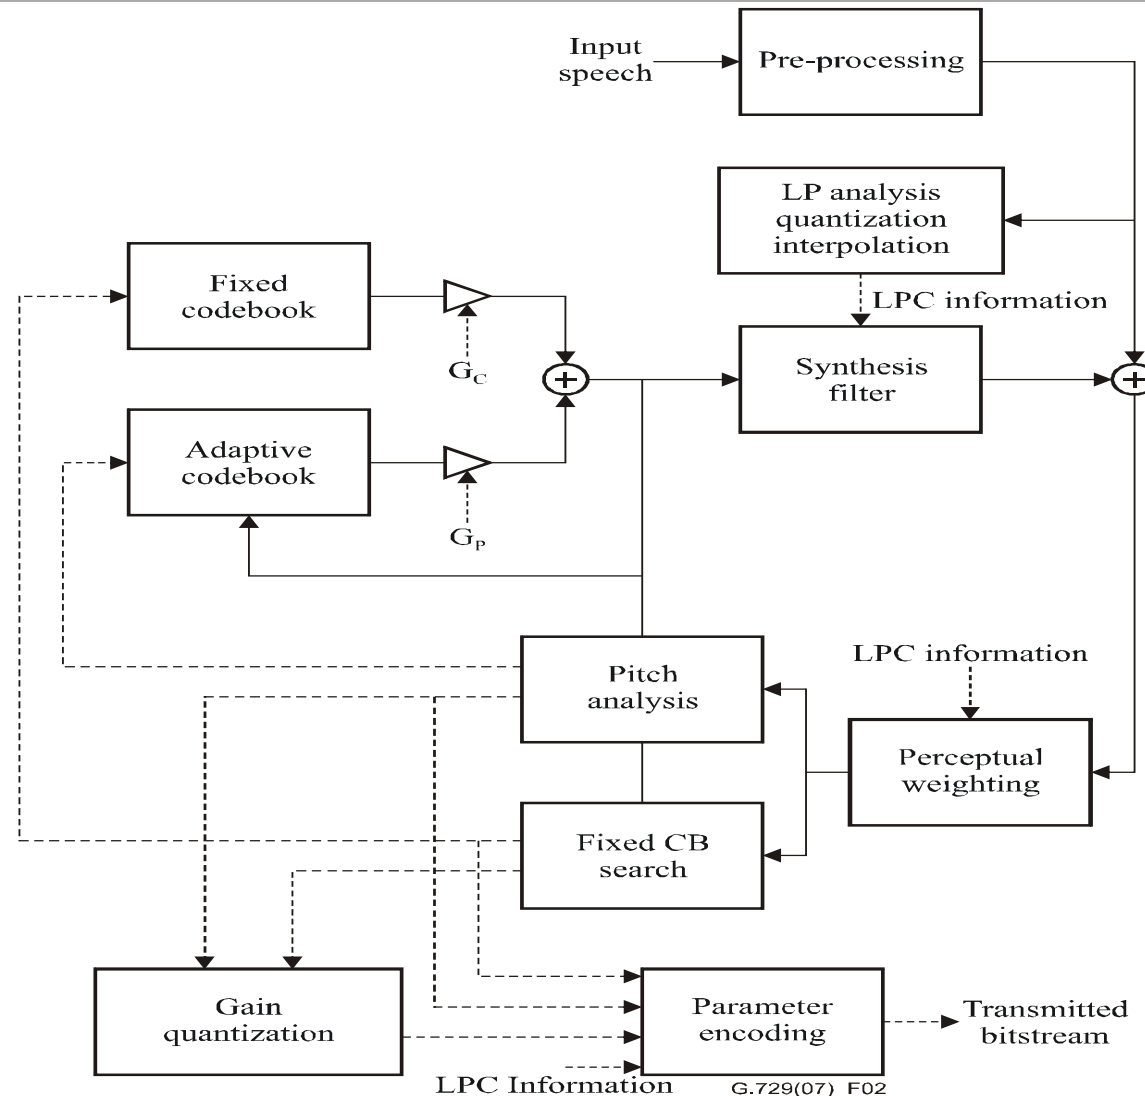 Input
speech
Pre-processing
LP analysis
quantization
interpolation
LPC information
Fixed
codebook
G_C
+
Synthesis
filter
+
Adaptive
codebook
G_P
Pitch
analysis
LPC information
Perceptual
weighting
Fixed CB
search
Gain
quantization
Parameter
encoding
Transmitted
bitstream
LPC Information
G.729(07)_F02